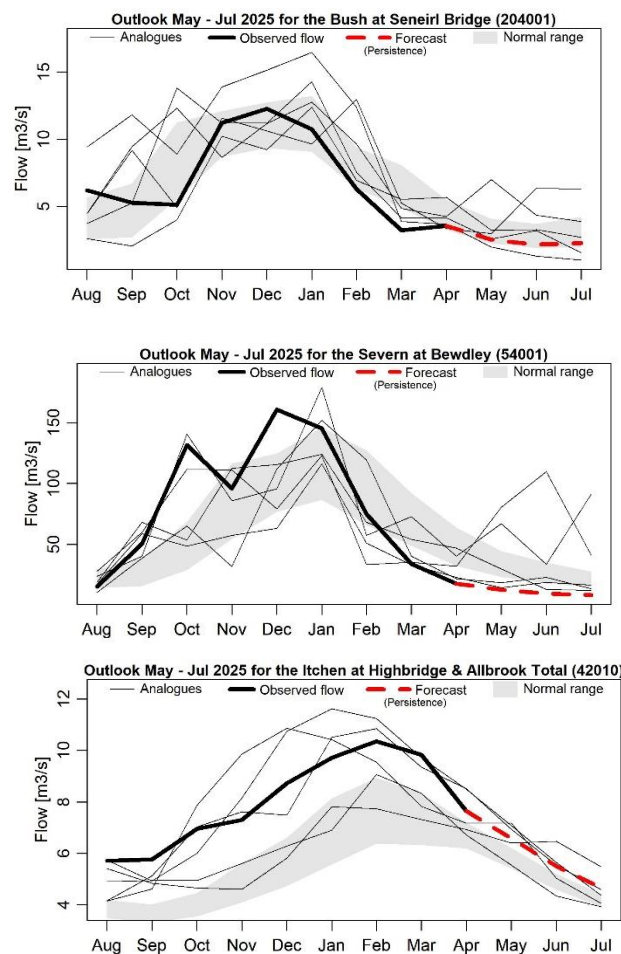 Outlook May - Jul 2025 for the Bush at Seneirl Bridge (204001)
Analogues Observed flow Forecast Normal range
(Persistence)
Flow [m3/s]
15
10
5
Aug Sep Oct Nov Dec Jan Feb Mar Apr May Jun Jul
Outlook May - Jul 2025 for the Severn at Bewdley (54001)
Analogues Observed flow Forecast Normal range
(Persistence)
Flow [m3/s]
150
100
50
Aug Sep Oct Nov Dec Jan Feb Mar Apr May Jun Jul
Outlook May - Jul 2025 for the Itchen at Highbridge & Allbrook Total (42010)
Analogues Observed flow Forecast Normal range
(Persistence)
Flow [m3/s]
12
10
8
6
4
Aug Sep Oct Nov Dec Jan Feb Mar Apr May Jun Jul